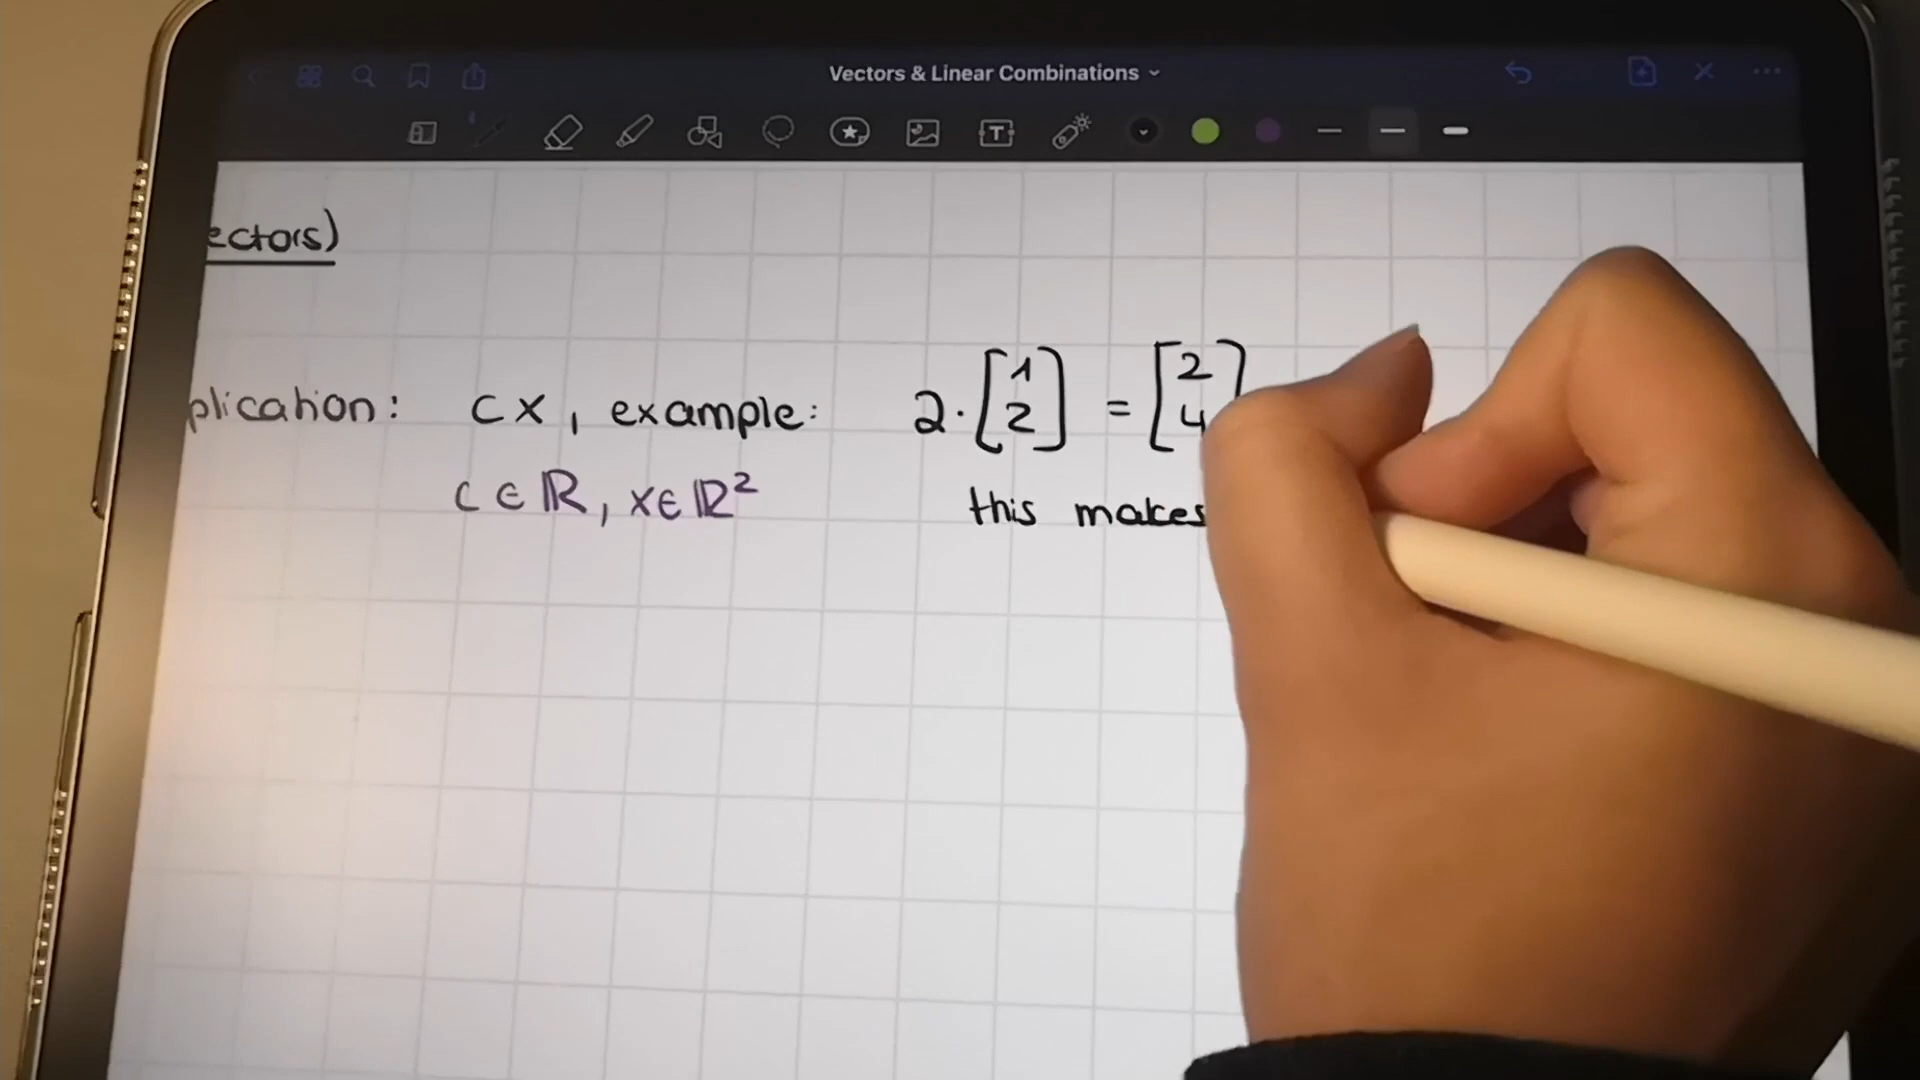 Vectors & Linear Combinations
ectors)
plication: cx, example: 2·[1 2] = [2 4]
c∈ℝ, x∈ℝ² this makes